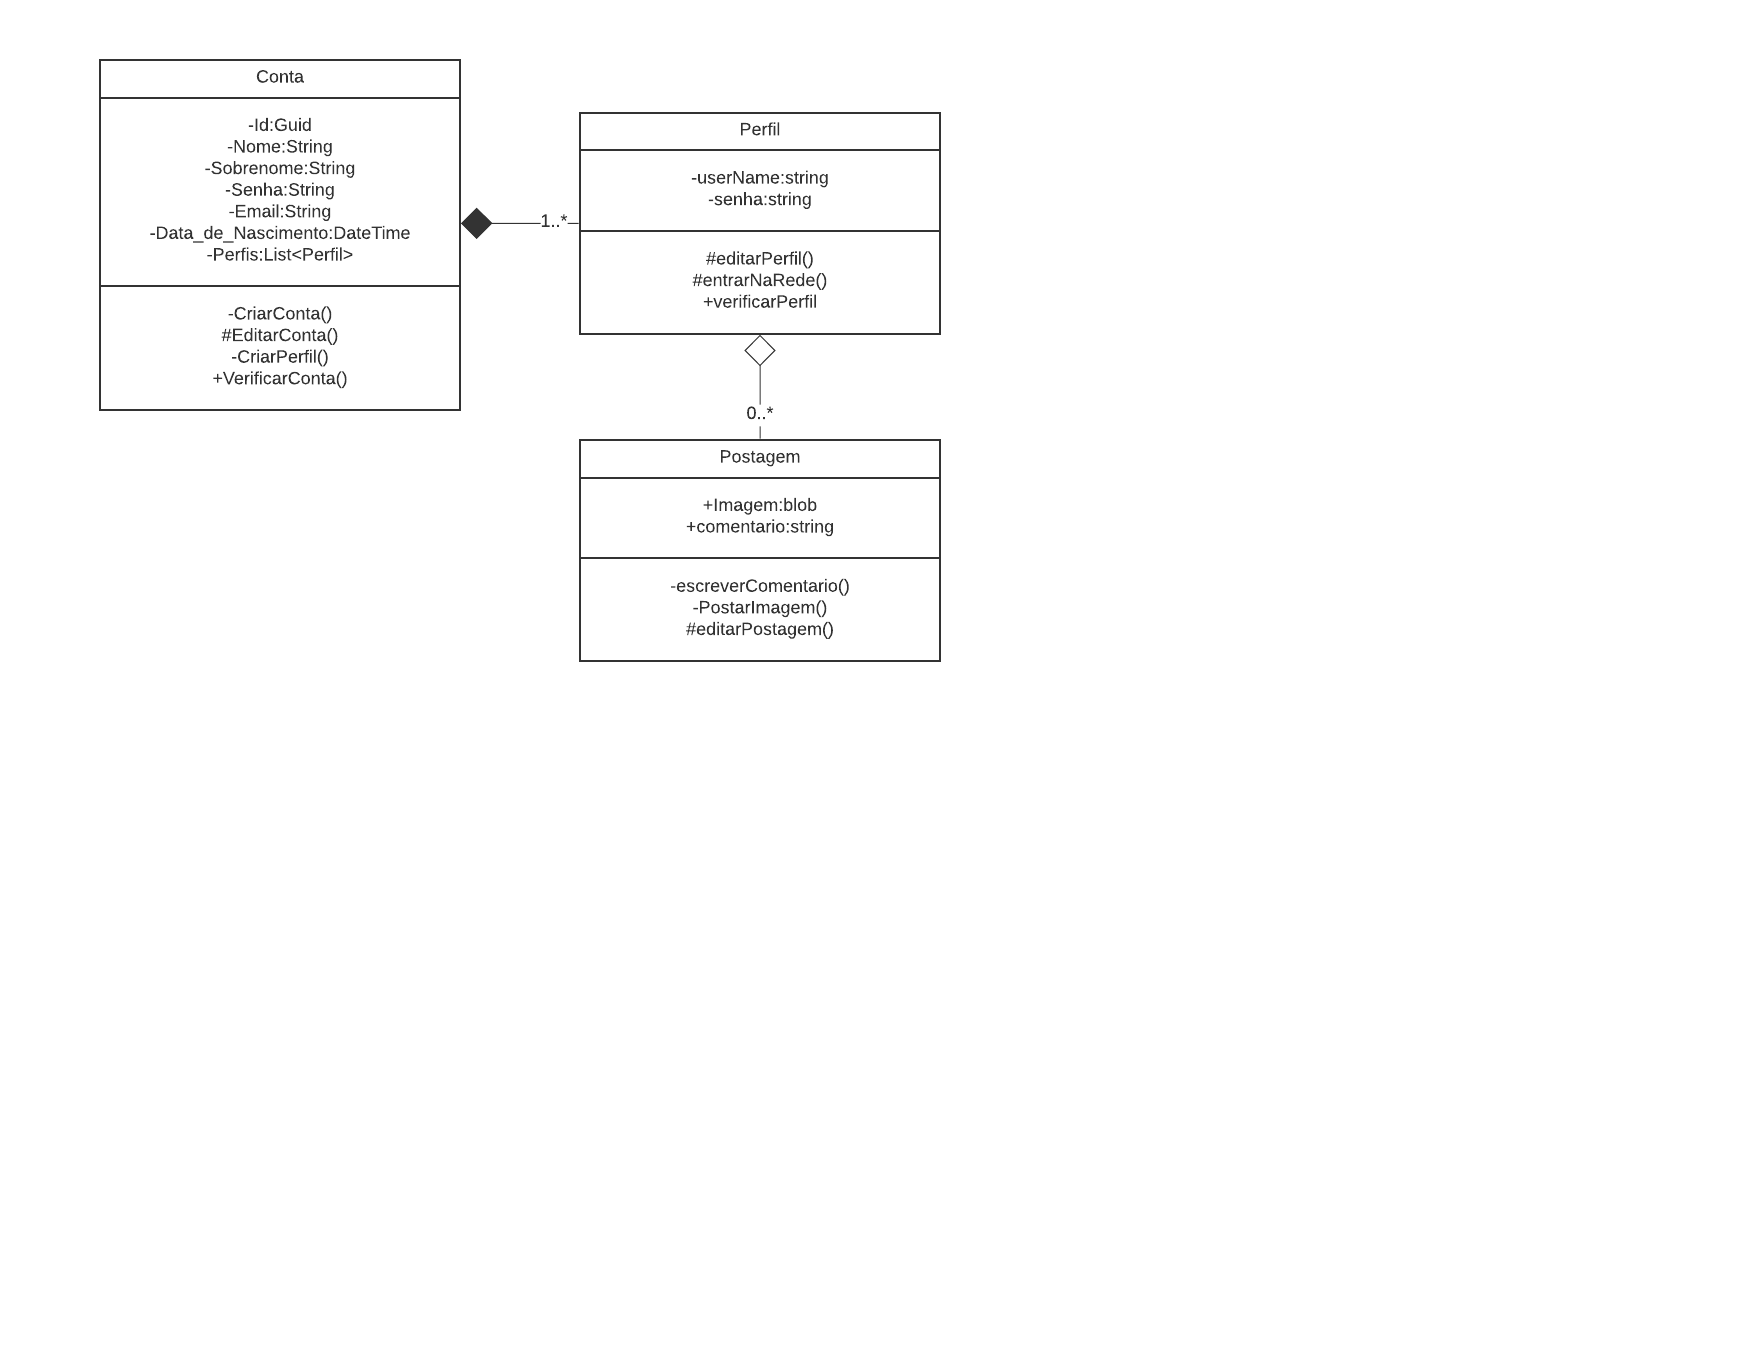 Conta
-Id:Guid
-Nome:String
-Sobrenome:String
-Senha:String
-Email:String
-Data_de_Nascimento:DateTime
-Perfis:List<Perfil>
-CriarConta()
#EditarConta()
-CriarPerfil()
+VerificarConta()
1..*
Perfil
-userName:string
-senha:string
#editarPerfil()
#entrarNaRede()
+verificarPerfil
0..*
Postagem
+Imagem:blob
+comentario:string
-escreverComentario()
-PostarImagem()
#editarPostagem()